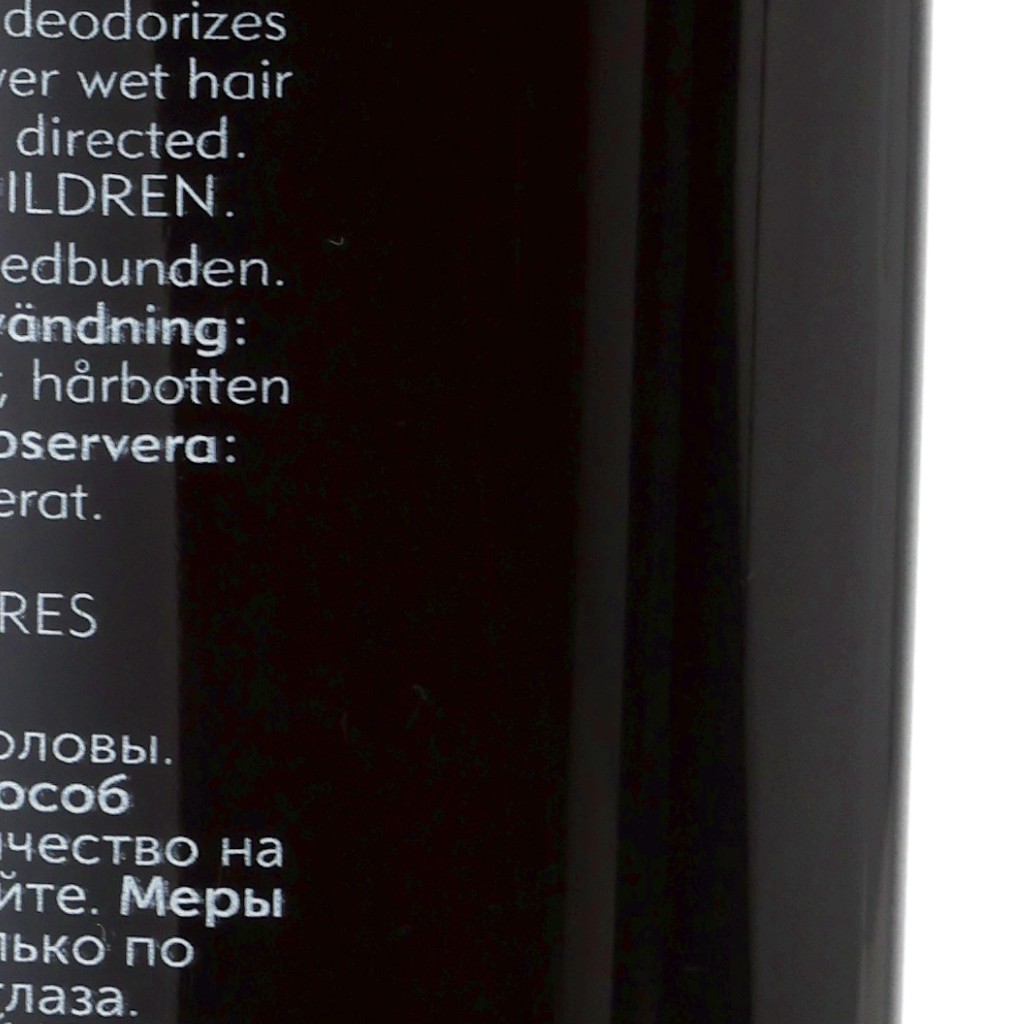 deodorizes
ver wet hair
directed.
ILDREN.
edbunden.
vändning:
, hårbotten
bservera:
erat.
RES
оловы.
особ
чество на
йте. Меры
лько по
глаза.